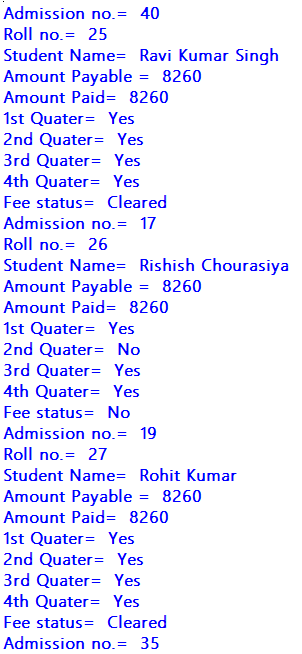 Admission no.=  40
Roll no.=  25
Student Name=  Ravi Kumar Singh
Amount Payable =  8260
Amount Paid=  8260
1st Quater=  Yes
2nd Quater=  Yes
3rd Quater=  Yes
4th Quater=  Yes
Fee status=  Cleared
Admission no.=  17
Roll no.=  26
Student Name=  Rishish Chourasiya
Amount Payable =  8260
Amount Paid=  8260
1st Quater=  Yes
2nd Quater=  No
3rd Quater=  Yes
4th Quater=  Yes
Fee status=  No
Admission no.=  19
Roll no.=  27
Student Name=  Rohit Kumar
Amount Payable =  8260
Amount Paid=  8260
1st Quater=  Yes
2nd Quater=  Yes
3rd Quater=  Yes
4th Quater=  Yes
Fee status=  Cleared
Admission no.=  35